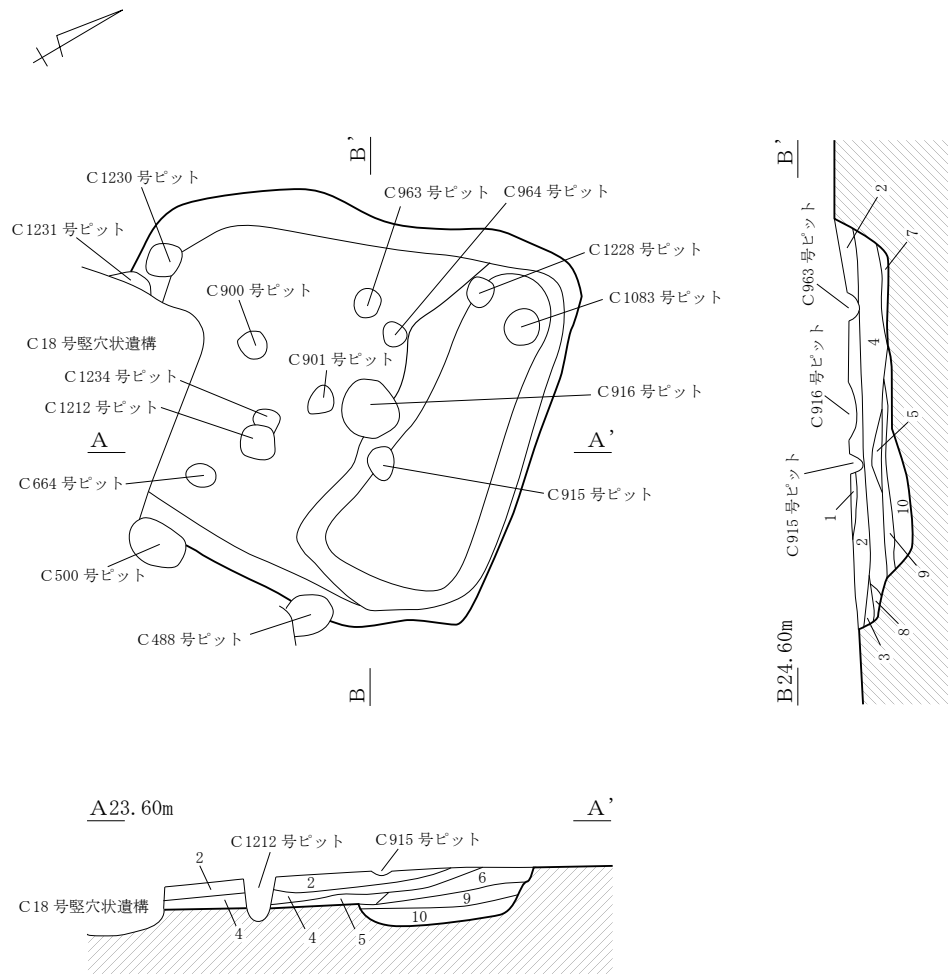 B'
B'
C1230 号ピット
C963 号ピット
C964 号ピット
2
C1231 号ピット
C1228 号ピット
C963 号ピット
7
C900 号ピット
C1083 号ピット
C18 号竪穴状遺構
4
C901 号ピット
C1234 号ピット
C916 号ピット
C916 号ピット
C1212 号ピット
5
A
A'
C664 号ピット
C915 号ピット
C915 号ピット
1
10
2
C500 号ピット
9
C488 号ピット
8
3
B
B24.60m
A23.60m
A'
C1212 号ピット
C915 号ピット
2
2
6
C18 号竪穴状遺構
9
10
4
4
5